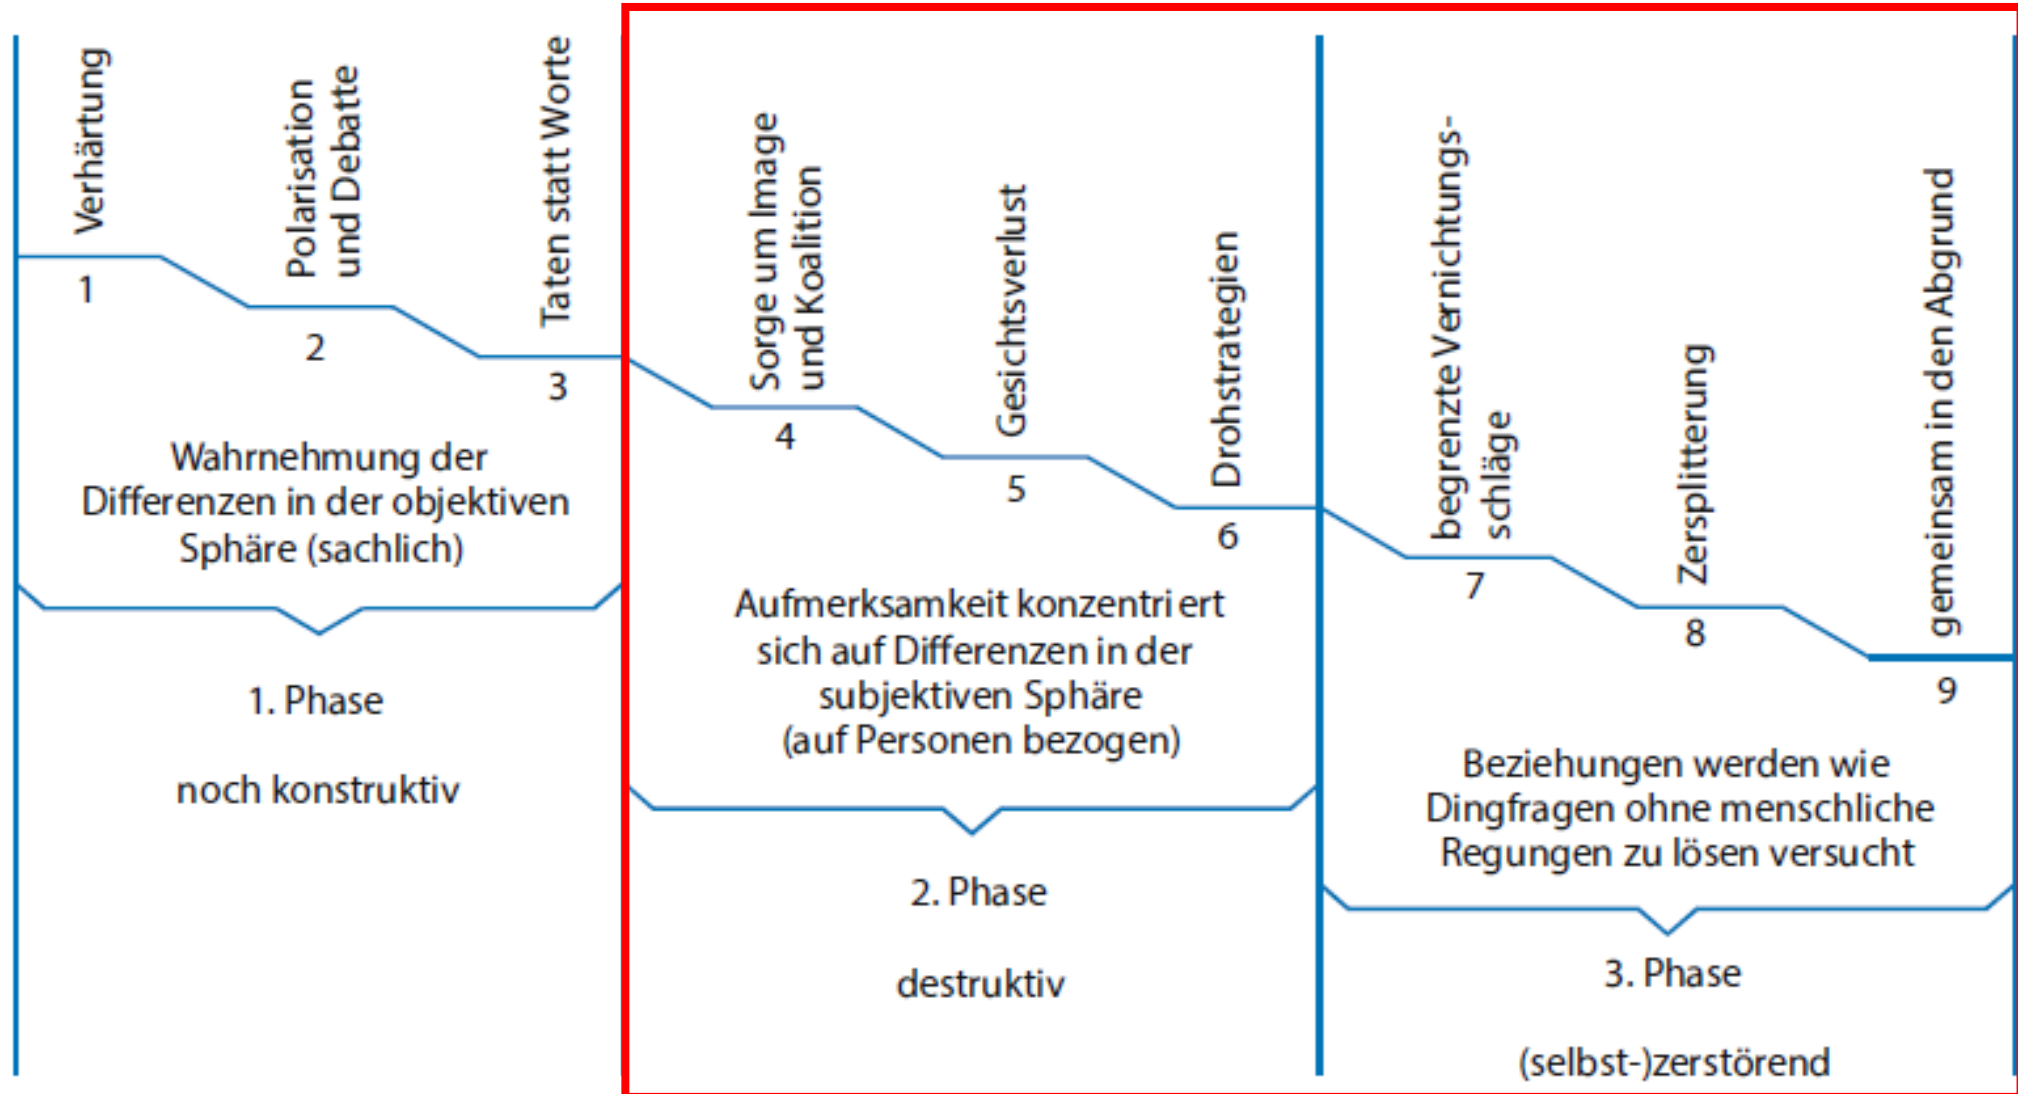 Verhärtung
1
Polarisation
und Debatte
2
Taten statt Worte
3
Wahrnehmung der
Differenzen in der objektiven
Sphäre (sachlich)
1. Phase
noch konstruktiv
Sorge um Image
und Koalition
4
Gesichtsverlust
5
Drohstrategien
6
Aufmerksamkeit konzentriert
sich auf Differenzen in der
subjektiven Sphäre
(auf Personen bezogen)
2. Phase
destruktiv
begrenzte Vernichtungs-
schläge
7
Zersplitterung
8
gemeinsam in den Abgrund
9
Beziehungen werden wie
Dingfragen ohne menschliche
Regungen zu lösen versucht
3. Phase
(selbst-)zerstörend